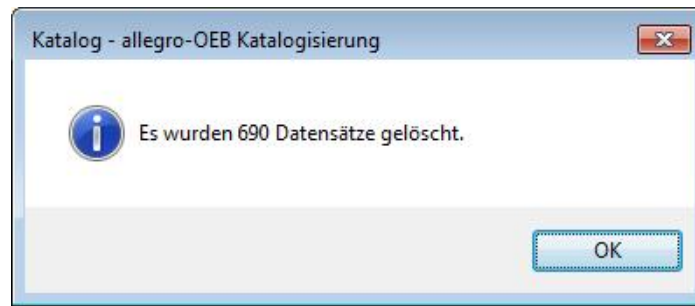 Katalog - allegro-OEB Katalogisierung
Es wurden 690 Datensätze gelöscht.
OK